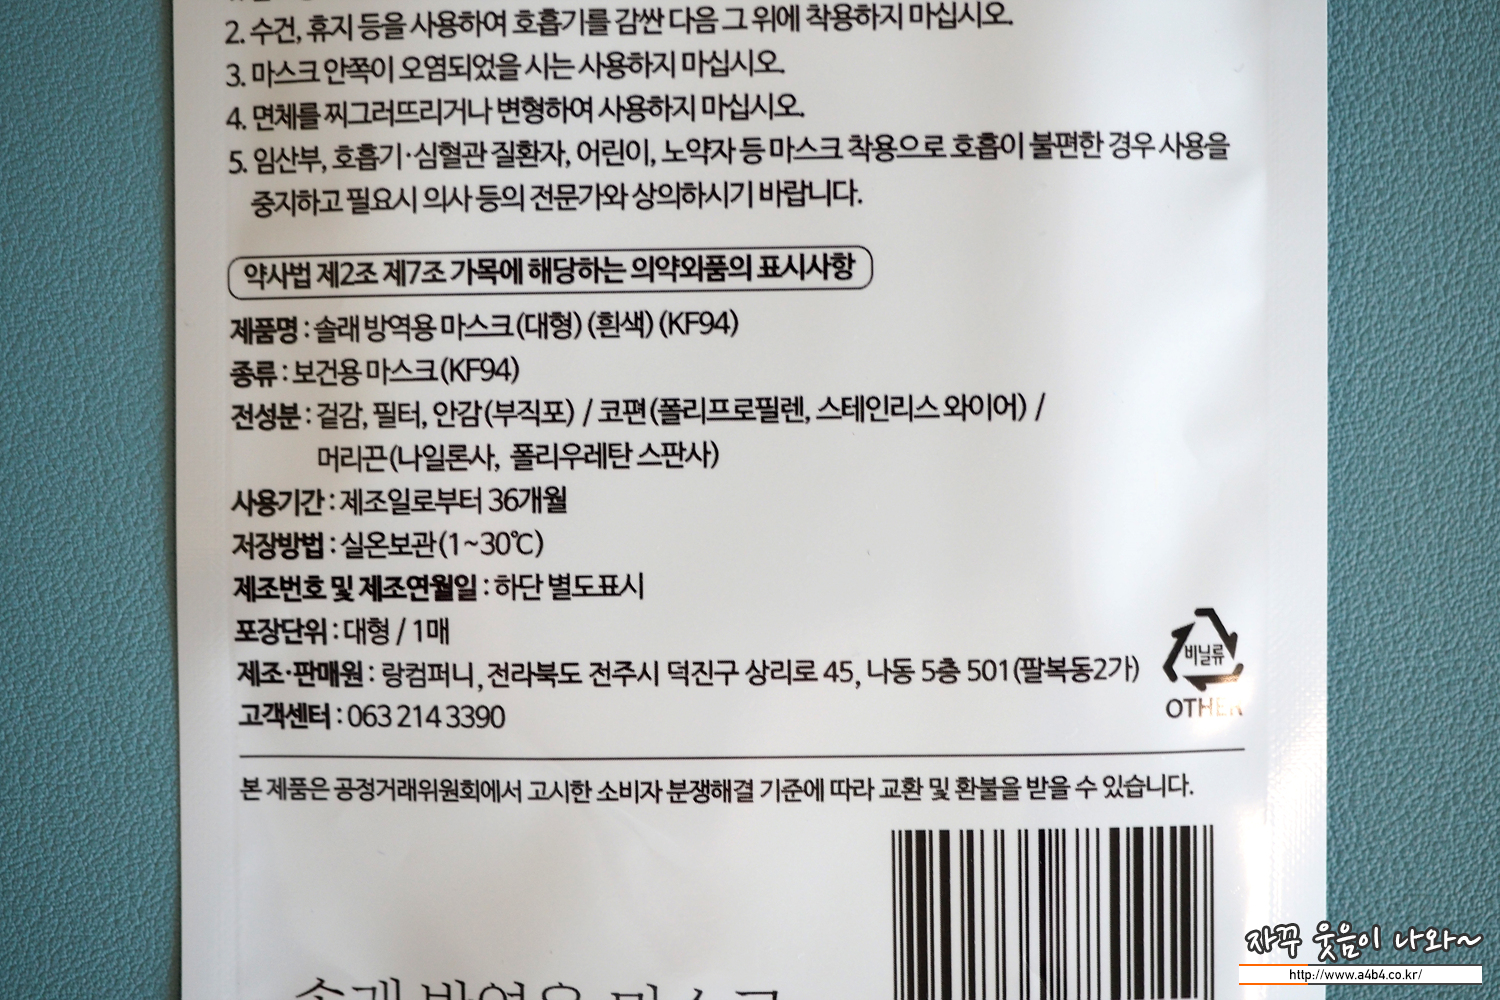 2. 수건, 휴지 등을 사용하여 호흡기를 감싼 다음 그 위에 착용하지 마십시오.
3. 마스크 안쪽이 오염되었을 시는 사용하지 마십시오.
4. 면체를 찌그러뜨리거나 변형하여 사용하지 마십시오.
5. 임산부, 호흡기·심혈관 질환자, 어린이, 노약자 등 마스크 착용으로 호흡이 불편한 경우 사용을
중지하고 필요시 의사 등의 전문가와 상의하시기 바랍니다.
약사법 제2조 제7조 가목에 해당하는 의약외품의 표시사항
제품명 : 솔래 방역용 마스크(대형) (흰색) (KF94)
종류 : 보건용 마스크(KF94)
전성분 : 겉감, 필터, 안감(부직포) / 코편(폴리프로필렌, 스테인리스 와이어) /
머리끈(나일론사, 폴리우레탄 스판사)
사용기간 : 제조일로부터 36개월
저장방법 : 실온보관(1~30℃)
제조번호 및 제조연월일 : 하단 별도표시
포장단위 : 대형 / 1매
제조·판매원 : 랑컴퍼니, 전라북도 전주시 덕진구 상리로 45, 나동 5층 501(팔복동2가)
비닐류
OTHER
고객센터 : 063 214 3390
본 제품은 공정거래위원회에서 고시한 소비자 분쟁해결 기준에 따라 교환 및 환불을 받을 수 있습니다.
솔래 방역용 마스크
자꾸 웃음이 나와~
http://www.a4b4.co.kr/